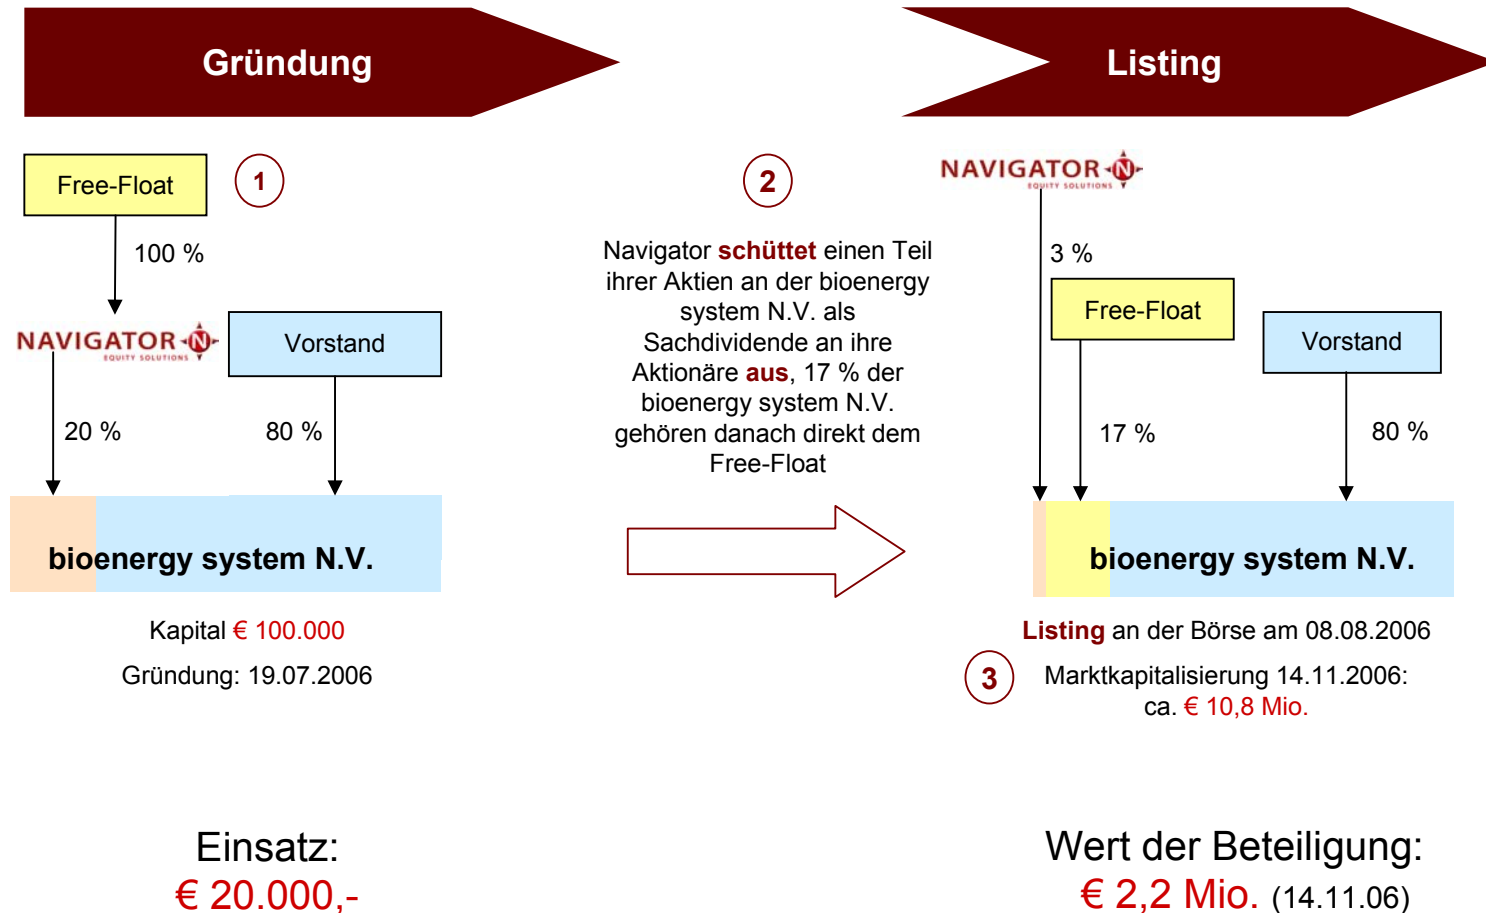 Gründung
Listing
Free-Float
1
100 %
NAVIGATOR N
EQUITY SOLUTIONS
Vorstand
20 %
80 %
bioenergy system N.V.
Kapital € 100.000
Gründung: 19.07.2006
2
Navigator schüttet einen Teil
ihrer Aktien an der bioenergy
system N.V. als
Sachdividende an ihre
Aktionäre aus, 17 % der
bioenergy system N.V.
gehören danach direkt dem
Free-Float
NAVIGATOR N
EQUITY SOLUTIONS
3 %
Free-Float
Vorstand
17 %
80 %
bioenergy system N.V.
Listing an der Börse am 08.08.2006
3
Marktkapitalisierung 14.11.2006:
ca. € 10,8 Mio.
Einsatz:
€ 20.000,-
Wert der Beteiligung:
€ 2,2 Mio. (14.11.06)